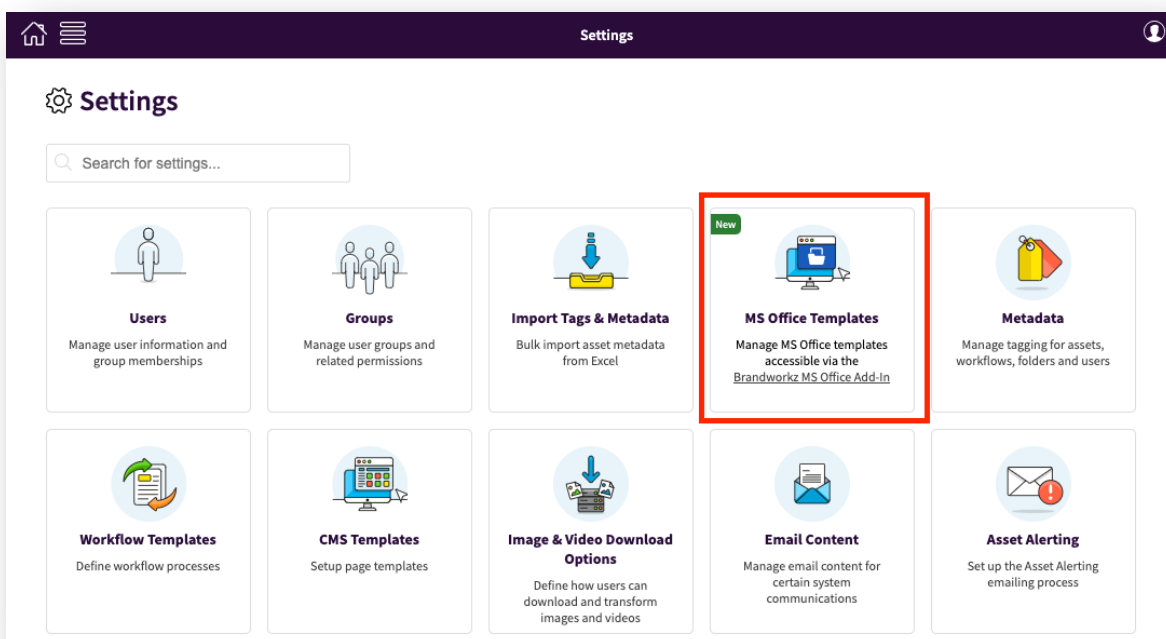 Settings
Settings
Search for settings...
Users
Manage user information and
group memberships
Groups
Manage user groups and
related permissions
Import Tags & Metadata
Bulk import asset metadata
from Excel
New
MS Office Templates
Manage MS Office templates
accessible via the
Brandworkz MS Office Add-In
Metadata
Manage tagging for assets,
workflows, folders and users
Workflow Templates
Define workflow processes
CMS Templates
Setup page templates
Image & Video Download
Options
Define how users can
download and transform
images and videos
Email Content
Manage email content for
certain system
communications
Asset Alerting
Set up the Asset Alerting
emailing process